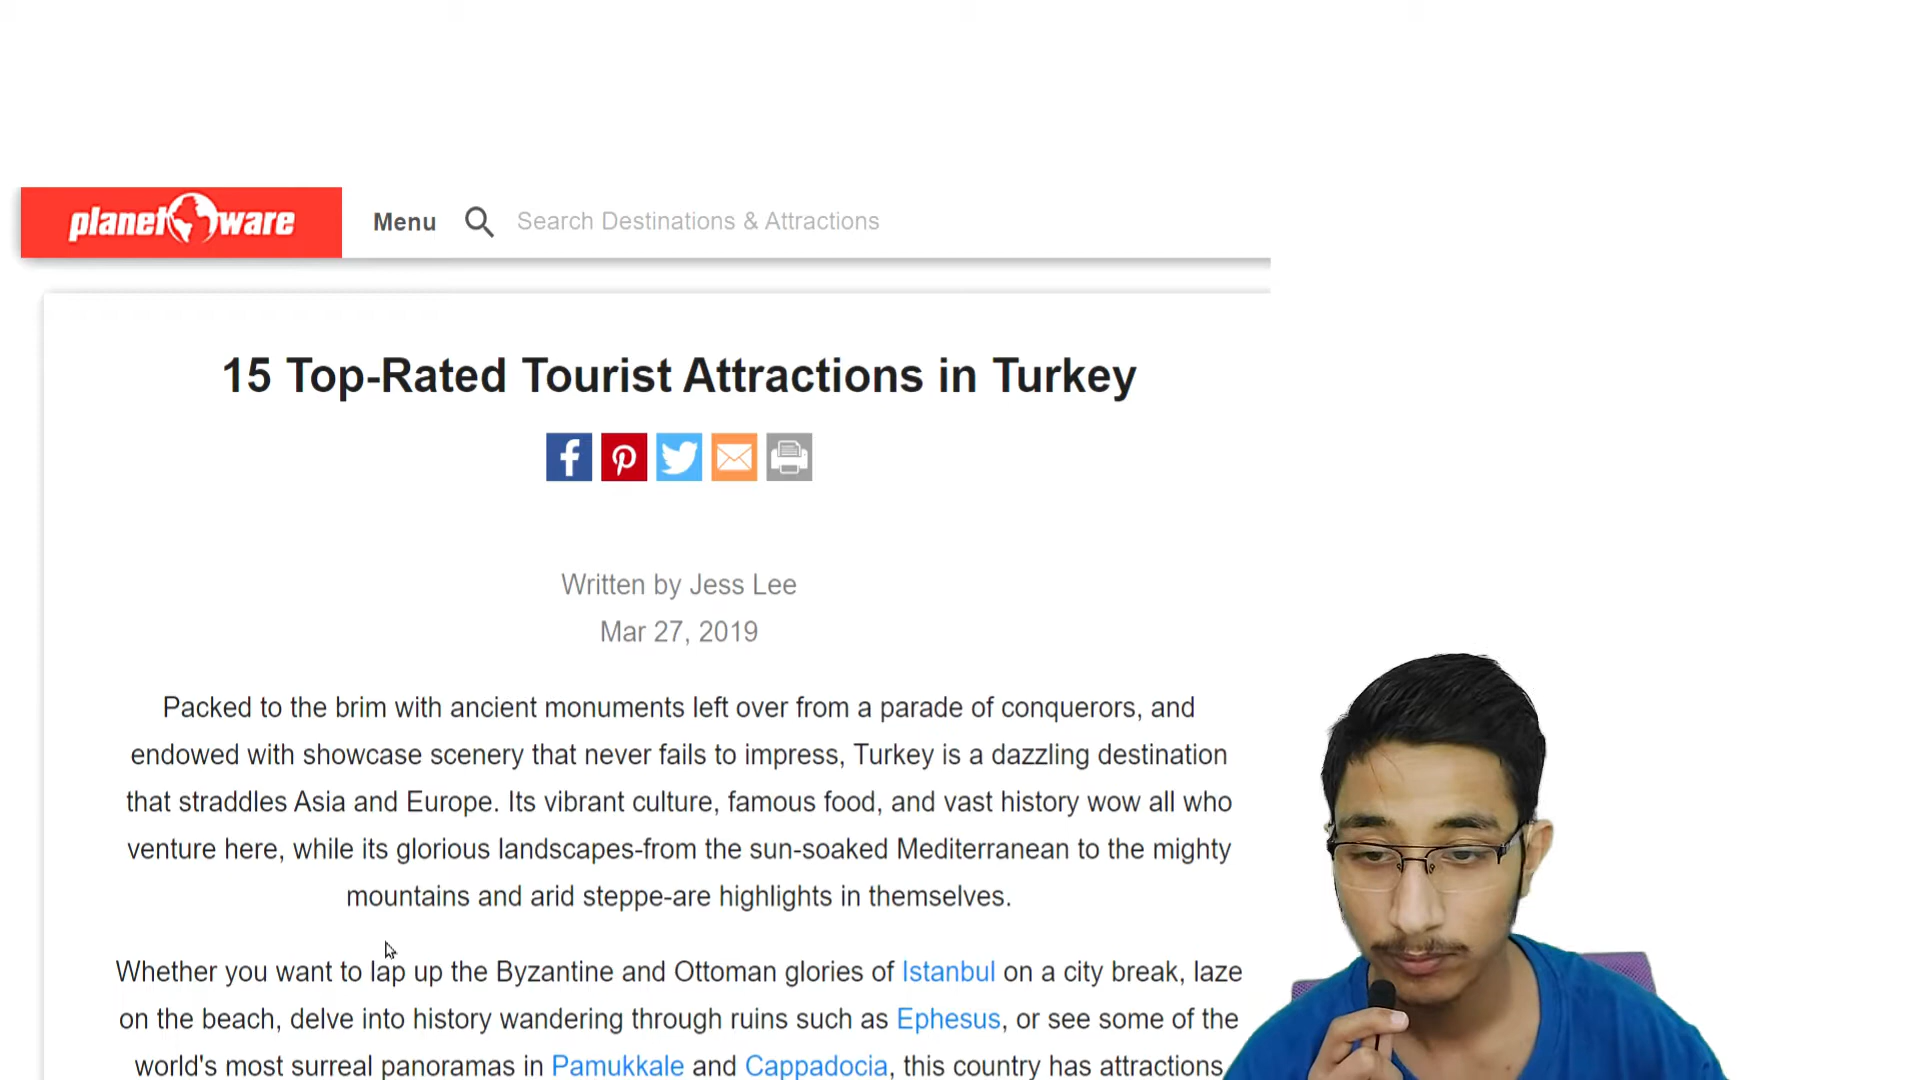 planetware
Menu
Search Destinations & Attractions
15 Top-Rated Tourist Attractions in Turkey
Written by Jess Lee
Mar 27, 2019
Packed to the brim with ancient monuments left over from a parade of conquerors, and
endowed with showcase scenery that never fails to impress, Turkey is a dazzling destination
that straddles Asia and Europe. Its vibrant culture, famous food, and vast history wow all who
venture here, while its glorious landscapes-from the sun-soaked Mediterranean to the mighty
mountains and arid steppe-are highlights in themselves.
Whether you want to lap up the Byzantine and Ottoman glories of Istanbul on a city break, laze
on the beach, delve into history wandering through ruins such as Ephesus, or see some of the
world's most surreal panoramas in Pamukkale and Cappadocia, this country has attractions